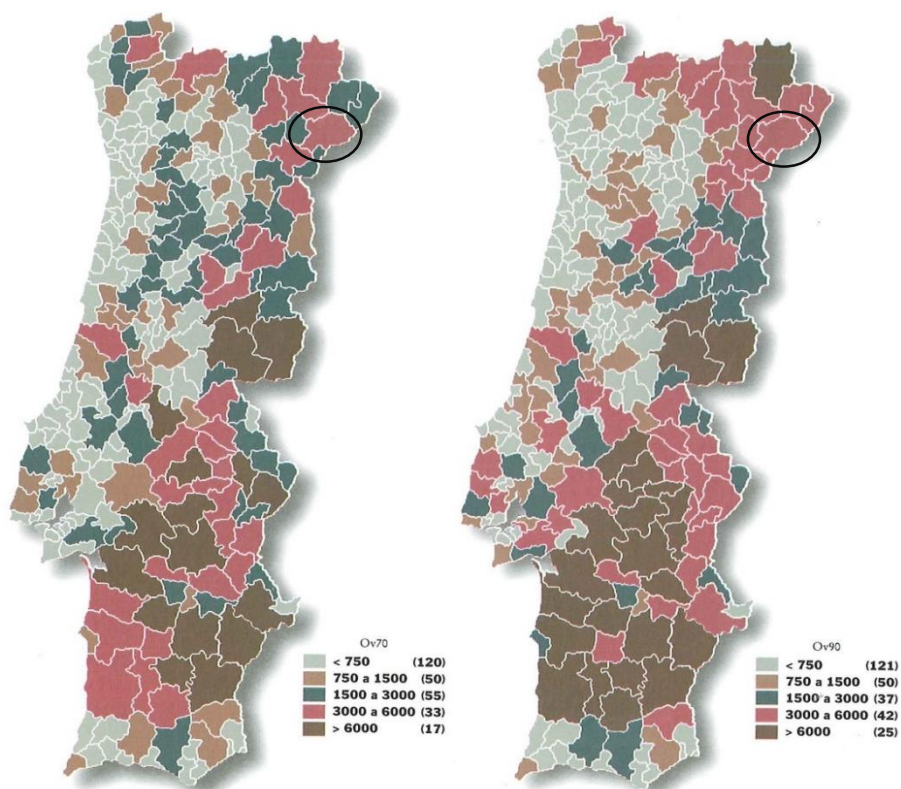 Ov70
< 750 (120)
750 a 1500 (50)
1500 a 3000 (55)
3000 a 6000 (33)
> 6000 (17)
Ov90
< 750 (121)
750 a 1500 (50)
1500 a 3000 (37)
3000 a 6000 (42)
> 6000 (25)